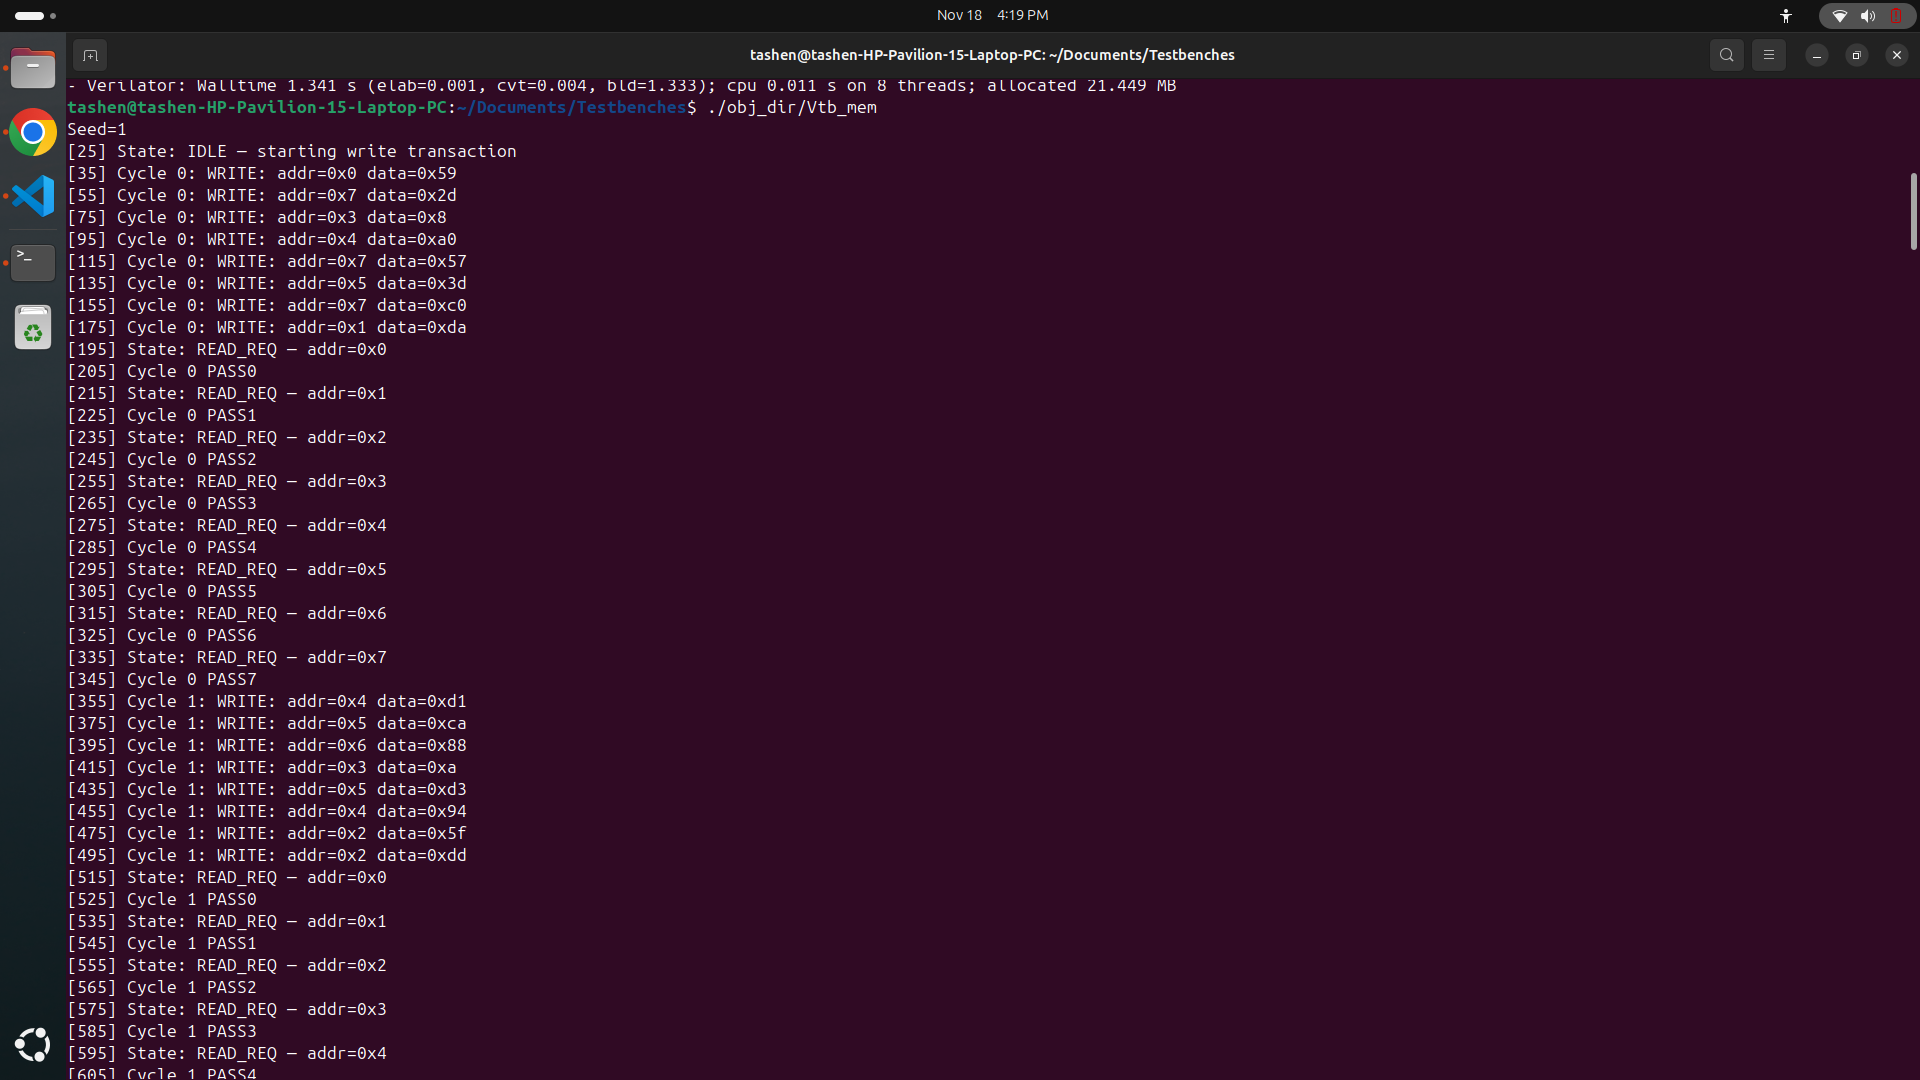 Nov 18 4:19 PM
tashen@tashen-HP-Pavilion-15-Laptop-PC: ~/Documents/Testbenches
- Verilator: Walltime 1.341 s (elab=0.001, cvt=0.004, bld=1.333); cpu 0.011 s on 8 threads; allocated 21.449 MB
tashen@tashen-HP-Pavilion-15-Laptop-PC:~/Documents/Testbenches$ ./obj_dir/Vtb_mem
Seed=1
[25] State: IDLE — starting write transaction
[35] Cycle 0: WRITE: addr=0x0 data=0x59
[55] Cycle 0: WRITE: addr=0x7 data=0x2d
[75] Cycle 0: WRITE: addr=0x3 data=0x8
[95] Cycle 0: WRITE: addr=0x4 data=0xa0
[115] Cycle 0: WRITE: addr=0x7 data=0x57
[135] Cycle 0: WRITE: addr=0x5 data=0x3d
[155] Cycle 0: WRITE: addr=0x7 data=0xc0
[175] Cycle 0: WRITE: addr=0x1 data=0xda
[195] State: READ_REQ — addr=0x0
[205] Cycle 0 PASS0
[215] State: READ_REQ — addr=0x1
[225] Cycle 0 PASS1
[235] State: READ_REQ — addr=0x2
[245] Cycle 0 PASS2
[255] State: READ_REQ — addr=0x3
[265] Cycle 0 PASS3
[275] State: READ_REQ — addr=0x4
[285] Cycle 0 PASS4
[295] State: READ_REQ — addr=0x5
[305] Cycle 0 PASS5
[315] State: READ_REQ — addr=0x6
[325] Cycle 0 PASS6
[335] State: READ_REQ — addr=0x7
[345] Cycle 0 PASS7
[355] Cycle 1: WRITE: addr=0x4 data=0xd1
[375] Cycle 1: WRITE: addr=0x5 data=0xca
[395] Cycle 1: WRITE: addr=0x6 data=0x88
[415] Cycle 1: WRITE: addr=0x3 data=0xa
[435] Cycle 1: WRITE: addr=0x5 data=0xd3
[455] Cycle 1: WRITE: addr=0x4 data=0x94
[475] Cycle 1: WRITE: addr=0x2 data=0x5f
[495] Cycle 1: WRITE: addr=0x2 data=0xdd
[515] State: READ_REQ — addr=0x0
[525] Cycle 1 PASS0
[535] State: READ_REQ — addr=0x1
[545] Cycle 1 PASS1
[555] State: READ_REQ — addr=0x2
[565] Cycle 1 PASS2
[575] State: READ_REQ — addr=0x3
[585] Cycle 1 PASS3
[595] State: READ_REQ — addr=0x4
[605] Cycle 1 PASS4